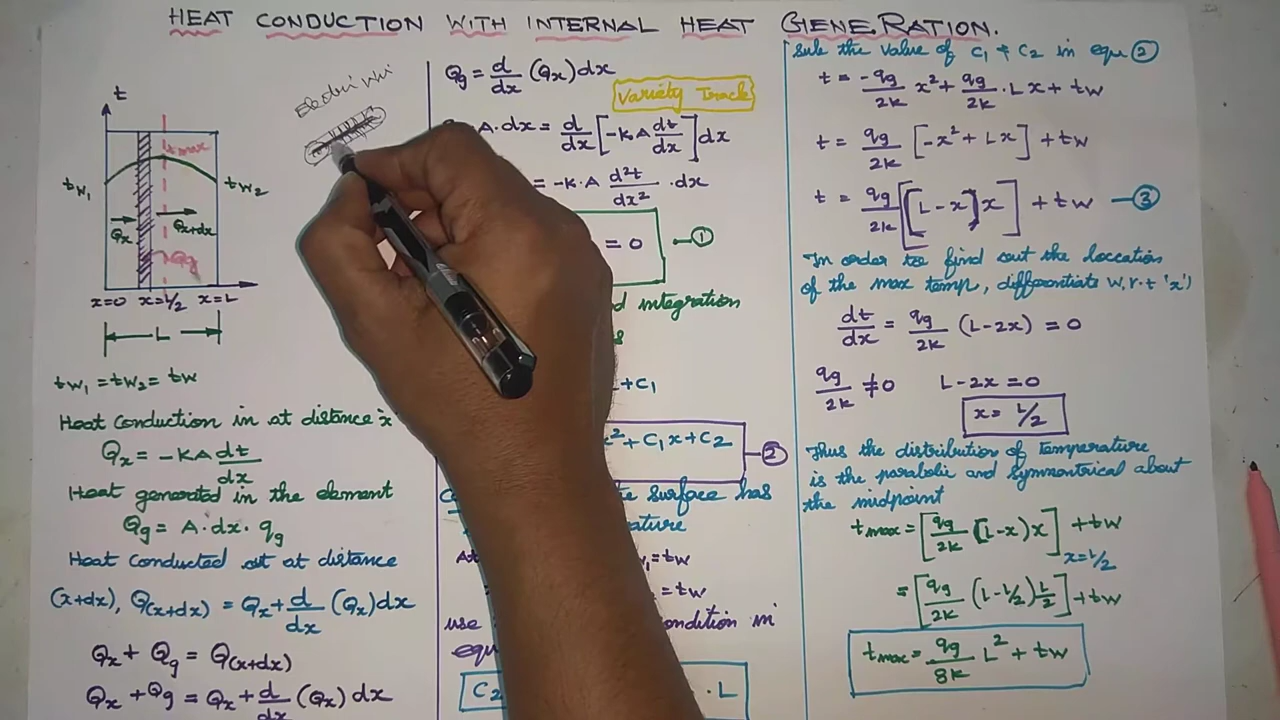 HEAT CONDUCTION WITH INTERNAL HEAT GENERATION.
t
tmax
tw₁
tw₂
Qx
Qx+dx
Qg
x=0 x=L/2 x=L
L
tw₁ = tw₂ = tw
Heat Conduction in at distance x
Qx = -KA dt/dx
Heat generated in the element
Qg = A·dx·qg
Heat Conducted out at distance
(x+dx), Q(x+dx) = Qx + d/dx (Qx) dx
Qx + Qg = Q(x+dx)
Qx + Qg = Qx + d/dx (Qx) dx
Electric Wi
Qg = d/dx (Qx) dx
Variety Track
A·dx = d/dx [-KA dt/dx] dx
= -K·A d²t/dx² ·dx
= 0 ①
integration
+C₁
x² + C₁x + C₂ ②
surface has
At
= tw
= tw
use
condition in
equ
C₂
·L
Sub the value of C₁ & C₂ in equ ②
t = -qg/2K x² + qg/2K · Lx + tw
t = qg/2K [-x² + Lx] + tw
t = qg/2K [[L-x]x] + tw ③
In order to find out the loccation
of the max temp, differentiate w.r.t 'x')
dt/dx = qg/2K (L-2x) = 0
qg/2K ≠ 0 L-2x = 0
x = L/2
Thus the distribution of temperature
is the parabolic and symmontrical about
the midpoint
tmax = [qg/2K (L-x)x] + tw
x=L/2
= [qg/2K (L-L/2) L/2] + tw
tmax = qg/8K L² + tw